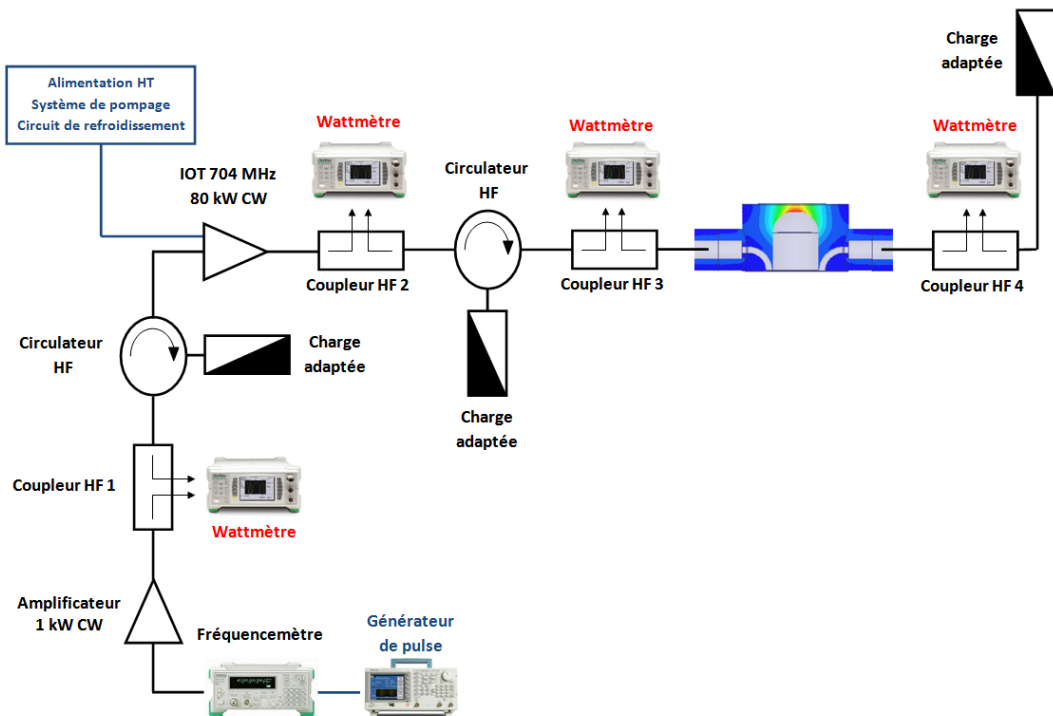 Charge
adaptée
Alimentation HT
Système de pompage
Circuit de refroidissement
Wattmètre
Wattmètre
Wattmètre
IOT 704 MHz
80 kW CW
Circulateur
HF
Coupleur HF 2
Coupleur HF 3
Coupleur HF 4
Circulateur
HF
Charge
adaptée
Charge
adaptée
Coupleur HF 1
Wattmètre
Amplificateur
1 kW CW
Fréquencemètre
Générateur
de pulse